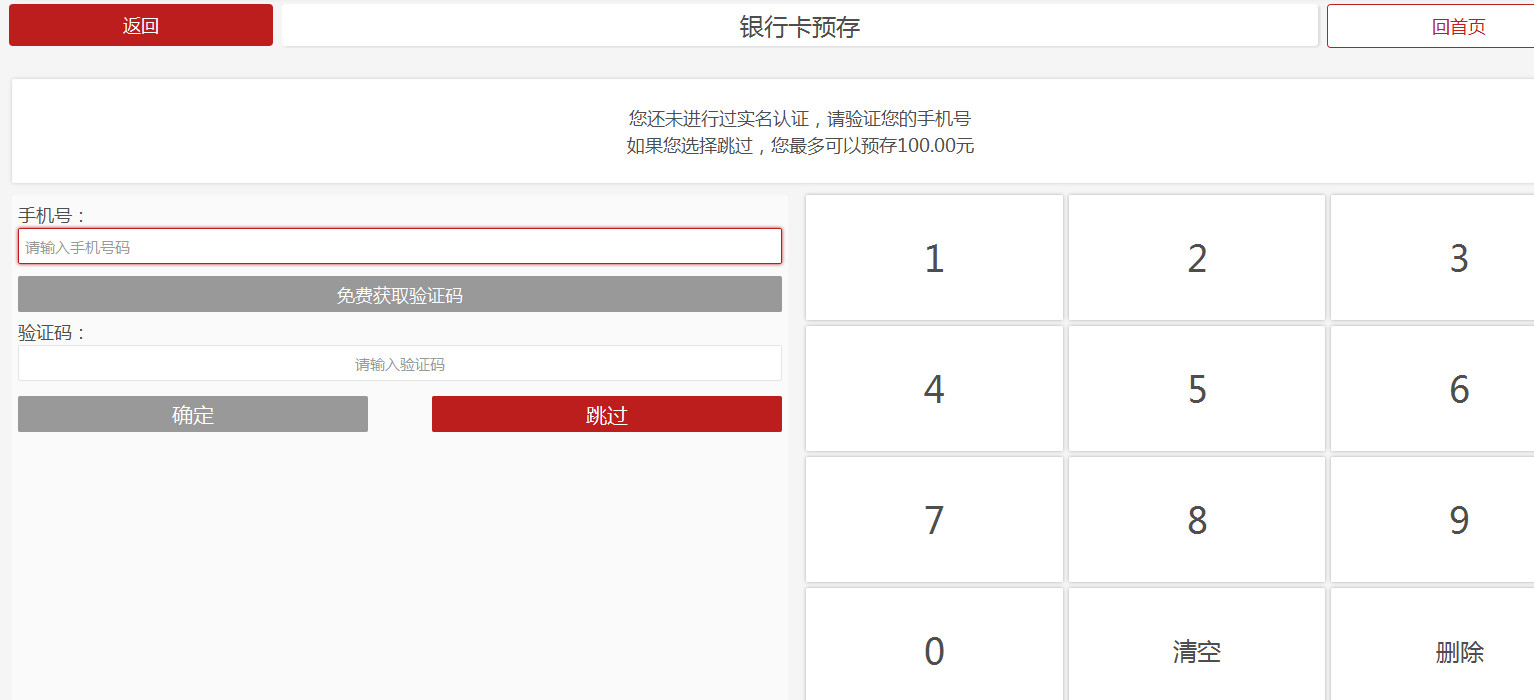 返回
银行卡预存
回首页
您还未进行过实名认证，请验证您的手机号
如果您选择跳过，您最多可以预存100.00元
手机号：
请输入手机号码
免费获取验证码
验证码：
请输入验证码
确定
跳过
1
2
3
4
5
6
7
8
9
0
清空
删除